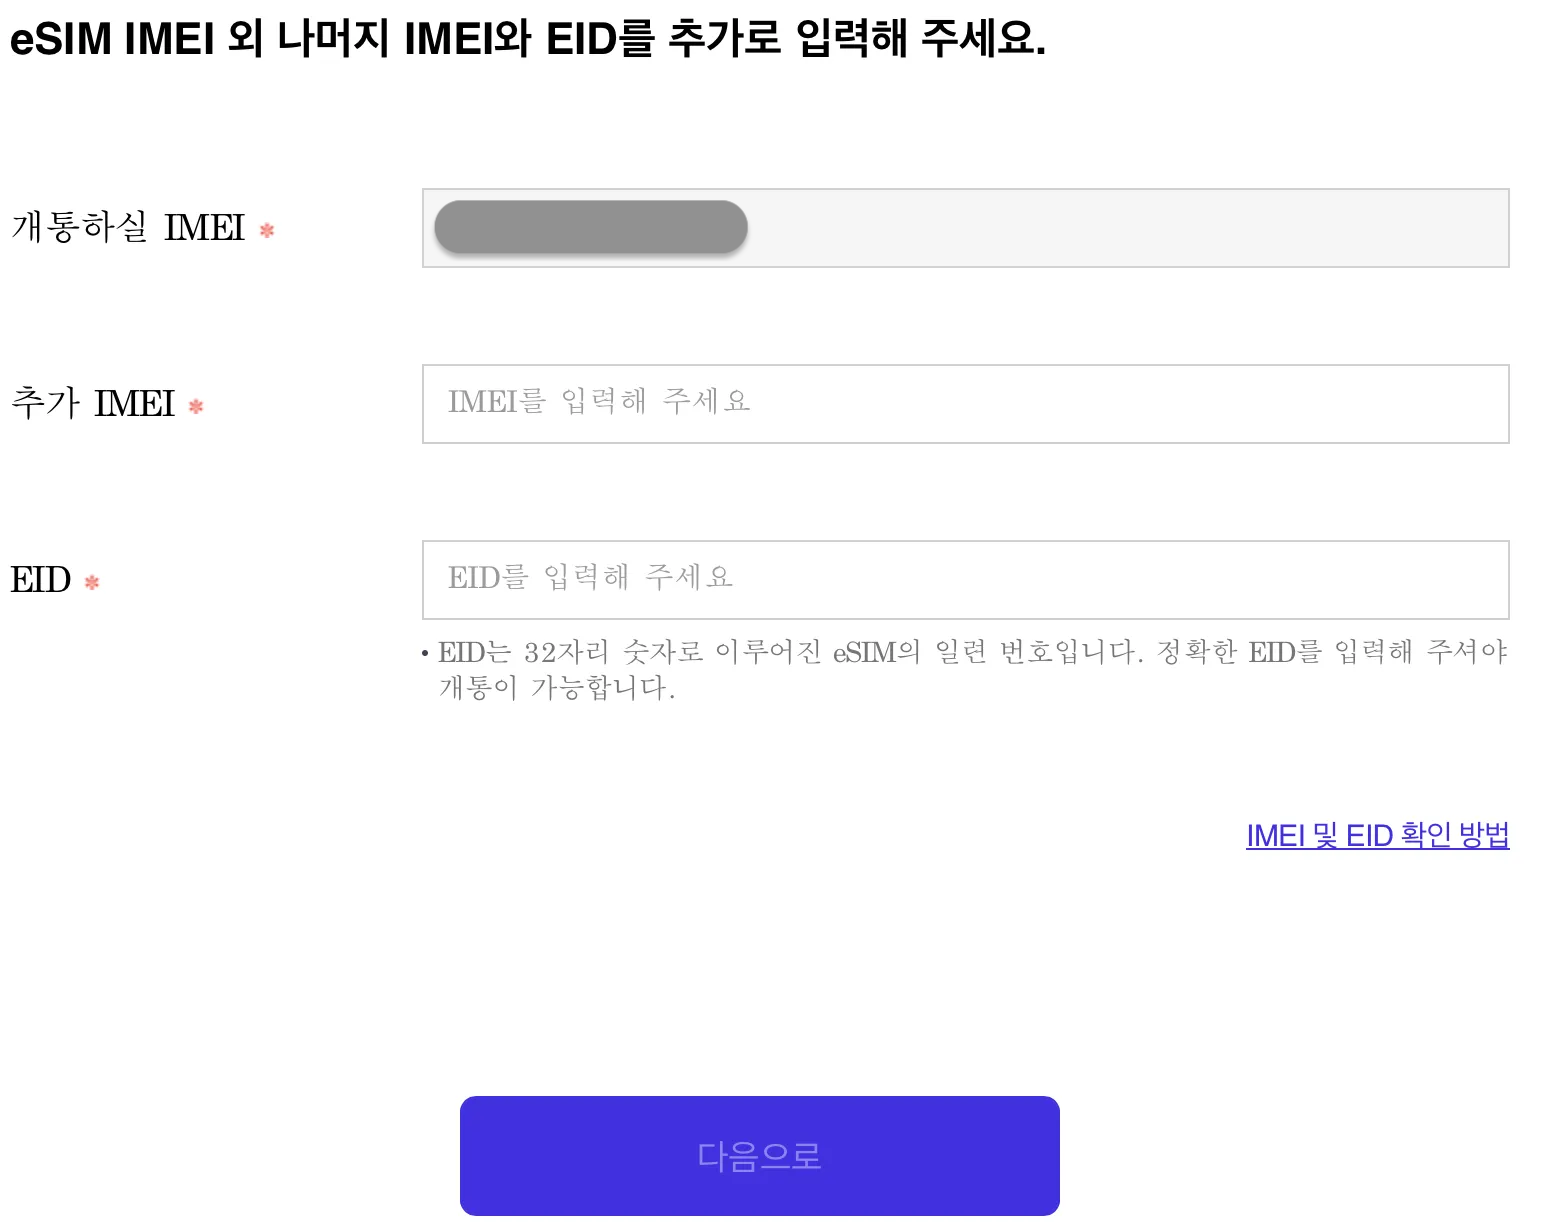 eSIM IMEI 외 나머지 IMEI와 EID를 추가로 입력해 주세요.
개통하실 IMEI *
추가 IMEI *
IMEI를 입력해 주세요
EID *
EID를 입력해 주세요
• EID는 32자리 숫자로 이루어진 eSIM의 일련 번호입니다. 정확한 EID를 입력해 주셔야
개통이 가능합니다.
IMEI 및 EID 확인 방법
다음으로